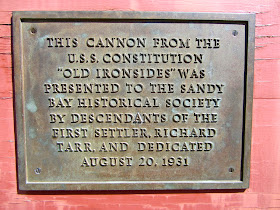 THIS CANNON FROM THE
U.S.S. CONSTITUTION
"OLD IRONSIDES" WAS
PRESENTED TO THE SANDY
BAY HISTORICAL SOCIETY
BY DESCENDANTS OF THE
FIRST SETTLER, RICHARD
TARR, AND DEDICATED
AUGUST 20, 1931